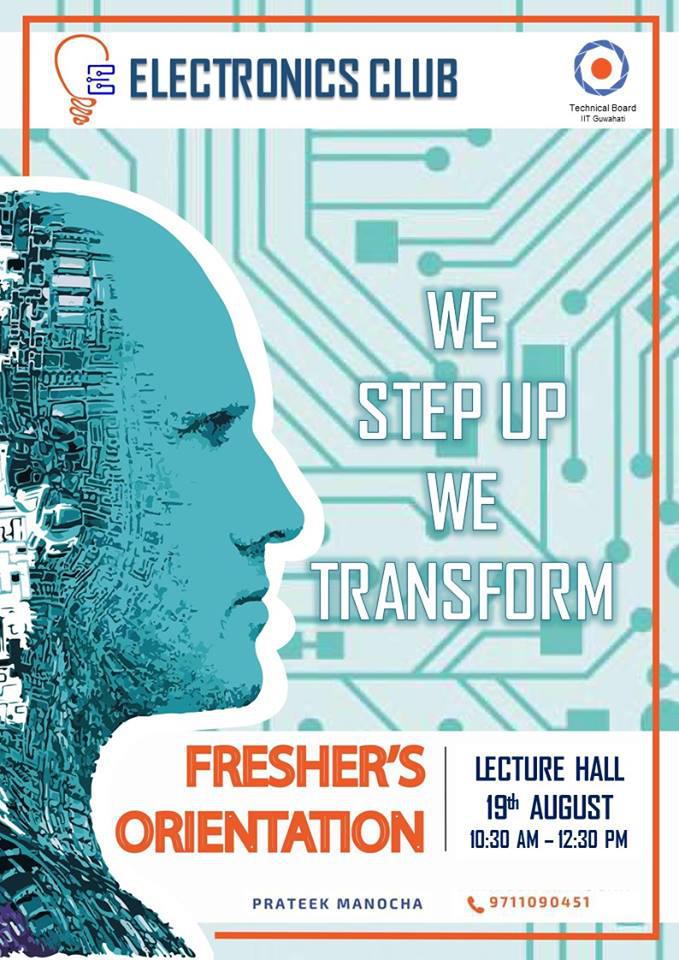 E ELECTRONICS CLUB
Technical Board
IIT Guwahati
WE
STEP UP
WE
TRANSFORM
FRESHER'S
ORIENTATION
LECTURE HALL
19th AUGUST
10:30 AM – 12:30 PM
PRATEEK MANOCHA
9711090451